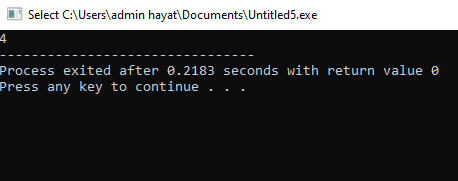 Select C:\Users\admin hayat\Documents\Untitled5.exe
4
--------------------------------
Process exited after 0.2183 seconds with return value 0
Press any key to continue . . .